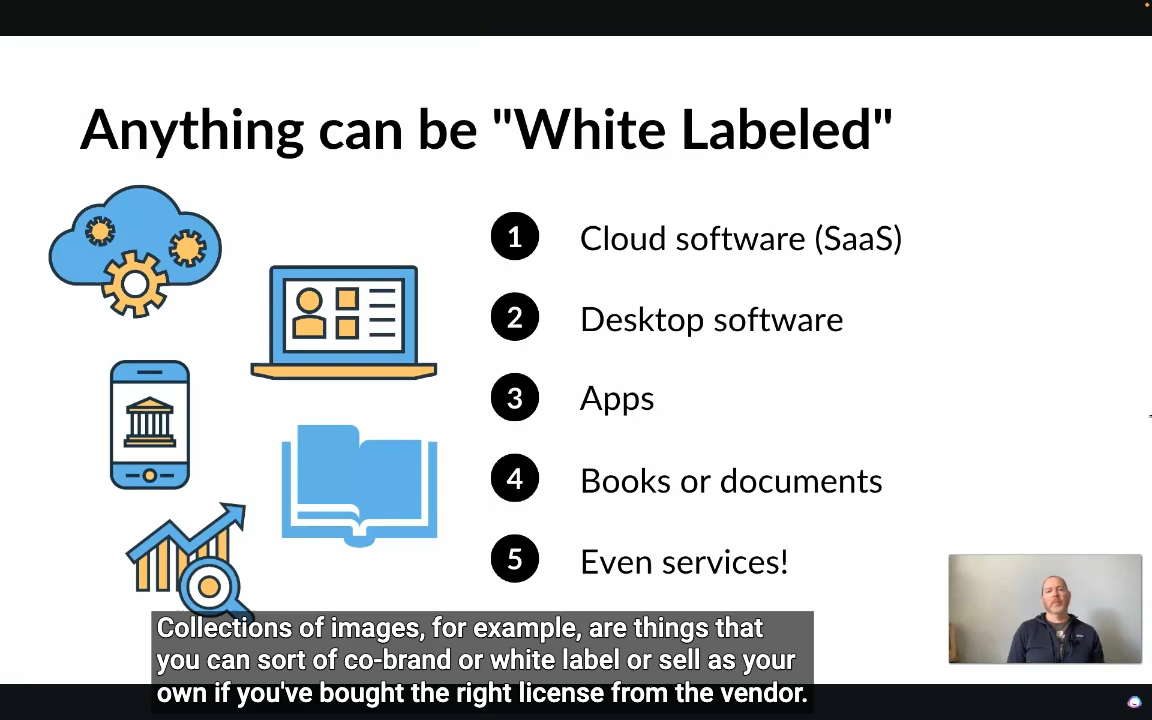 Anything can be "White Labeled"
1 Cloud software (SaaS)
2 Desktop software
3 Apps
4 Books or documents
5 Even services!
Collections of images, for example, are things that
you can sort of co-brand or white label or sell as your
own if you've bought the right license from the vendor.